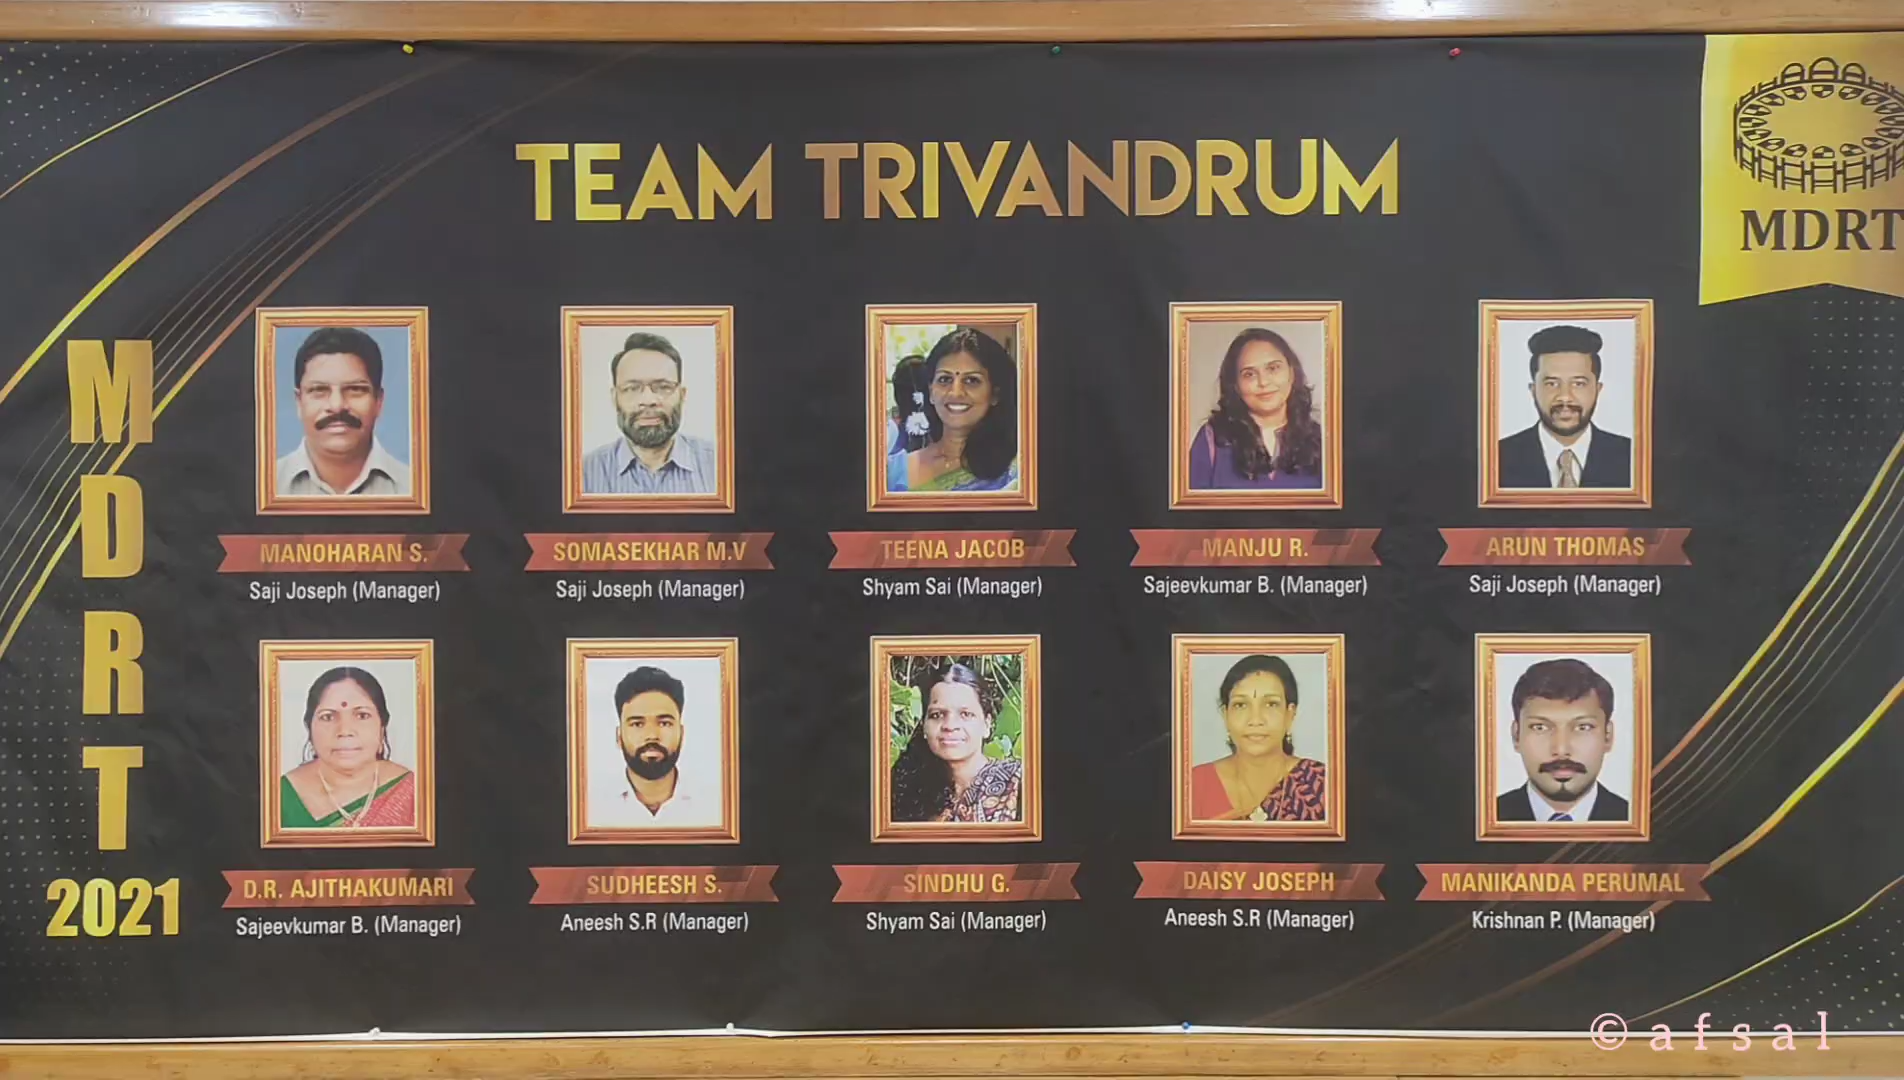 TEAM TRIVANDRUM
MDRT
MDRT
2021
MANOHARAN S.
Saji Joseph (Manager)
SOMASEKHAR M.V
Saji Joseph (Manager)
TEENA JACOB
Shyam Sai (Manager)
MANJU R.
Sajeevkumar B. (Manager)
ARUN THOMAS
Saji Joseph (Manager)
D.R. AJITHAKUMARI
Sajeevkumar B. (Manager)
SUDHEESH S.
Aneesh S.R (Manager)
SINDHU G.
Shyam Sai (Manager)
DAISY JOSEPH
Aneesh S.R (Manager)
MANIKANDA PERUMAL
Krishnan P. (Manager)
© afsal